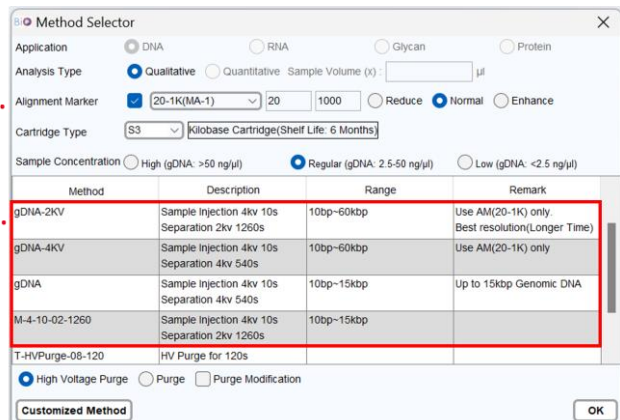 BiO Method Selector
Application DNA RNA Glycan Protein
Analysis Type Qualitative Quantitative Sample Volume (x) : µl
Alignment Marker 20-1K(MA-1) 20 1000 Reduce Normal Enhance
Cartridge Type S3 Kilobase Cartridge(Shelf Life: 6 Months)
Sample Concentration High (gDNA: >50 ng/µl) Regular (gDNA: 2.5-50 ng/µl) Low (gDNA: <2.5 ng/µl)
Method Description Range Remark
gDNA-2KV Sample Injection 4kv 10s 10bp~60kbp Use AM(20-1K) only.
Separation 2kv 1260s Best resolution(Longer Time)
gDNA-4KV Sample Injection 4kv 10s 10bp~60kbp Use AM(20-1K) only
Separation 4kv 540s
gDNA Sample Injection 4kv 10s 10bp~15kbp Up to 15kbp Genomic DNA
Separation 4kv 540s
M-4-10-02-1260 Sample Injection 4kv 10s 10bp~15kbp
Separation 2kv 1260s
T-HVPurge-08-120 HV Purge for 120s
High Voltage Purge Purge Purge Modification
Customized Method OK